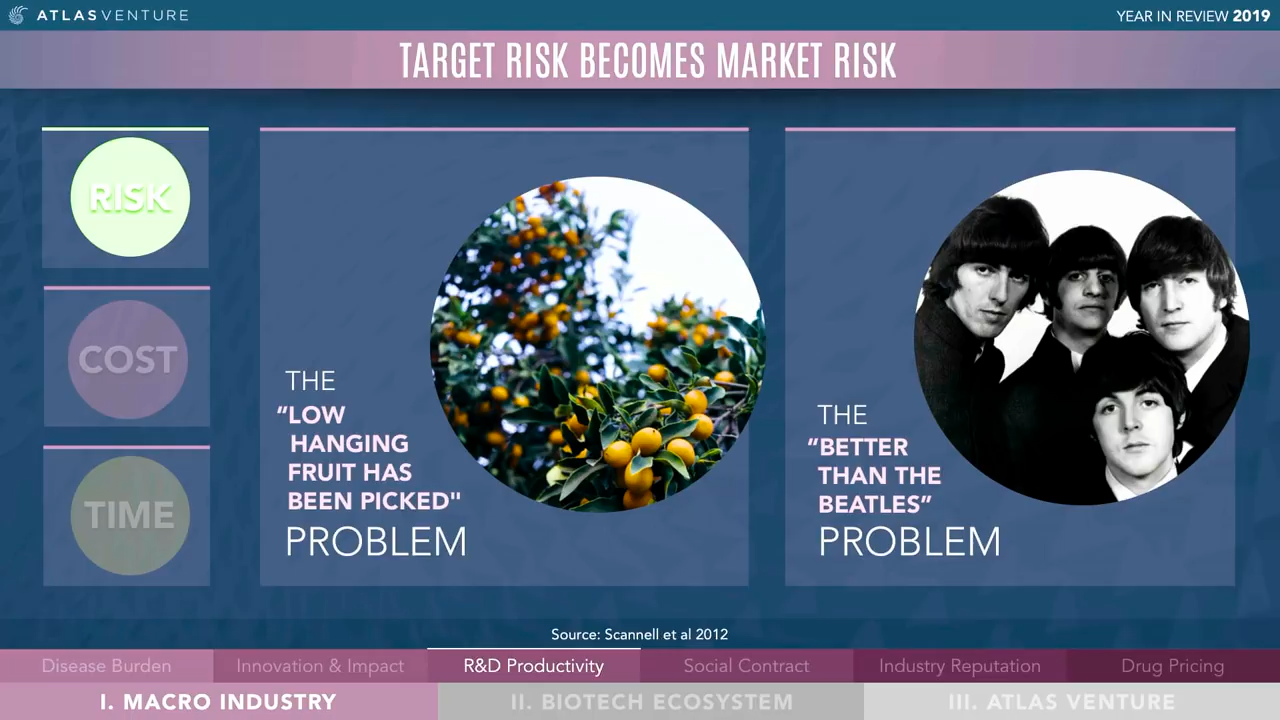 ATLAS VENTURE
YEAR IN REVIEW 2019
TARGET RISK BECOMES MARKET RISK
RISK
COST
TIME
THE
“LOW
HANGING
FRUIT HAS
BEEN PICKED"
PROBLEM
THE
“BETTER
THAN THE
BEATLES”
PROBLEM
Source: Scannell et al 2012
Disease Burden
Innovation & Impact
R&D Productivity
Social Contract
Industry Reputation
Drug Pricing
I. MACRO INDUSTRY
II. BIOTECH ECOSYSTEM
III. ATLAS VENTURE